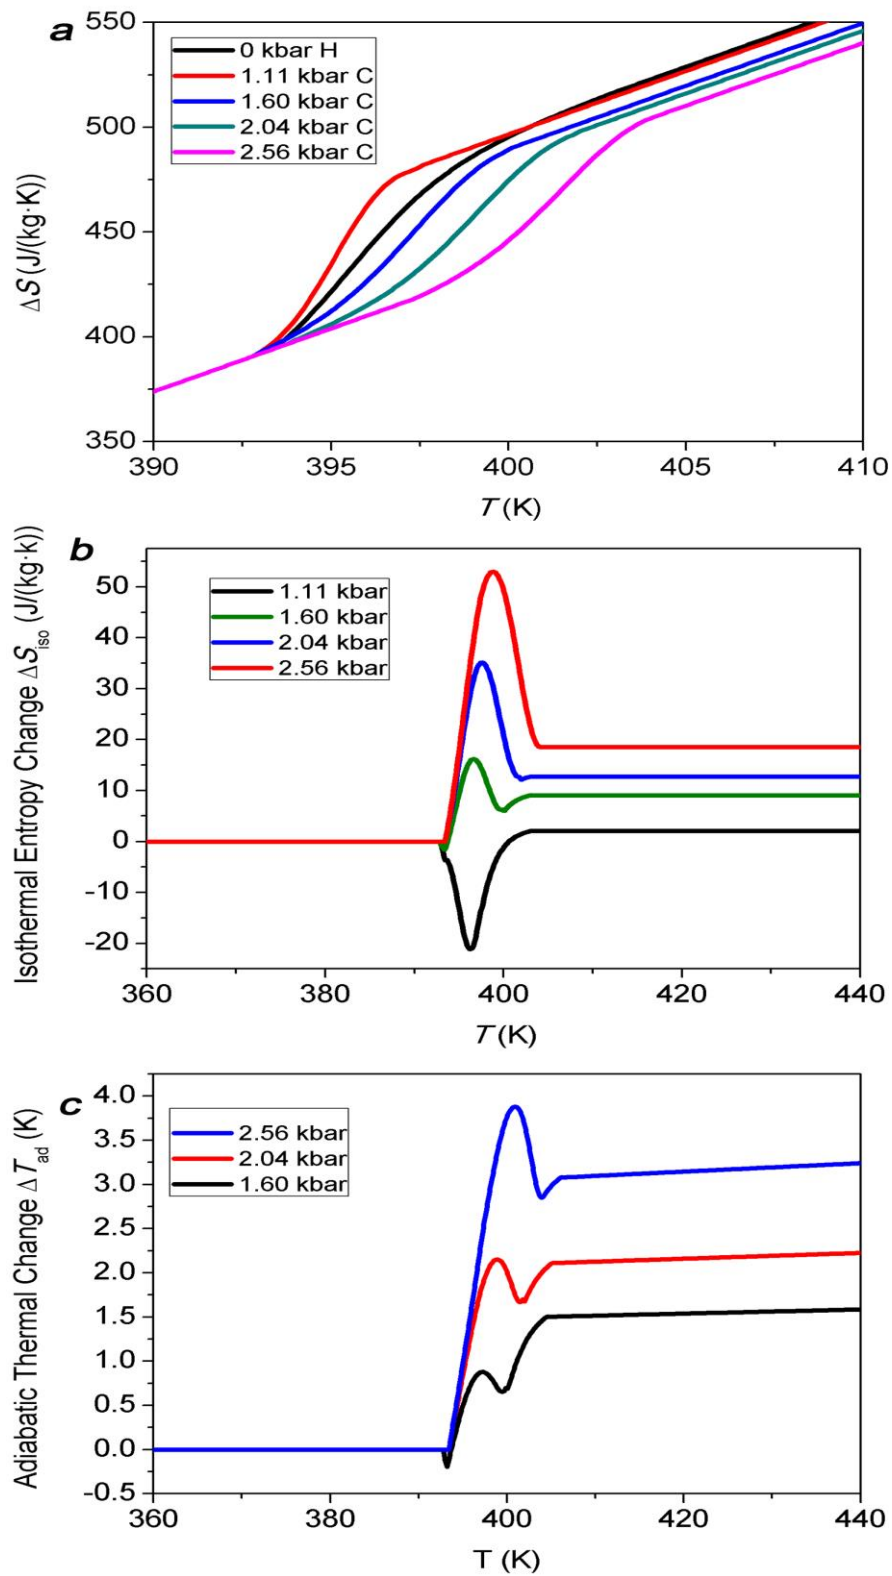 a
0 kbar H
1.11 kbar C
1.60 kbar C
2.04 kbar C
2.56 kbar C
550
500
450
400
350
ΔS (J/(kg·K))
390 395 400 405 410
T (K)
b
1.11 kbar
1.60 kbar
2.04 kbar
2.56 kbar
50
40
30
20
10
0
-10
-20
Isothermal Entropy Change ΔS_iso (J/(kg·k))
360 380 400 420 440
T (K)
c
2.56 kbar
2.04 kbar
1.60 kbar
4.0
3.5
3.0
2.5
2.0
1.5
1.0
0.5
0.0
-0.5
Adiabatic Thermal Change ΔT_ad (K)
360 380 400 420 440
T (K)